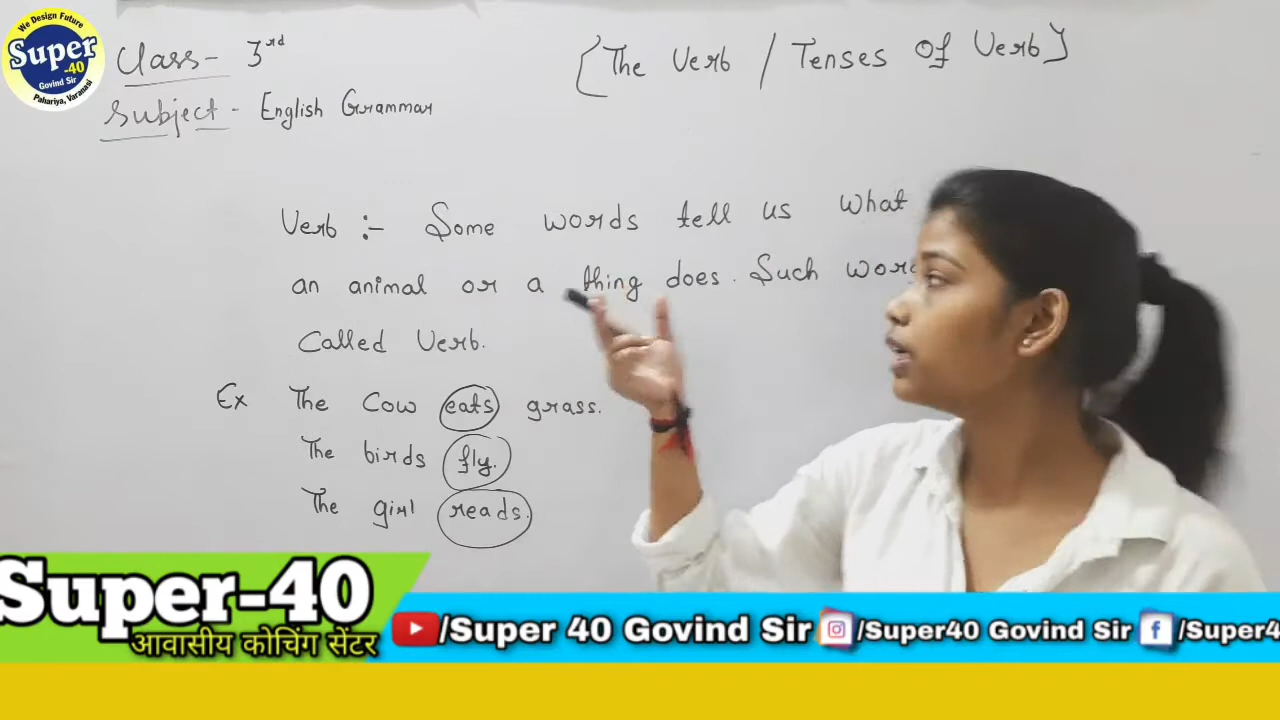 We Design Future
Super
-40
Govind Sir
Pahariya, Varanasi
Class- 3rd
Subject- English Grammar
[The Verb / Tenses Of Verb]
Verb :- Some words tell us what
an animal or a thing does. Such
Called Verb.
Ex The Cow eats grass.
The birds fly.
The girl reads.
Super-40
आवासीय कोचिंग सेंटर
/Super 40 Govind Sir
/Super40 Govind Sir
/Super4